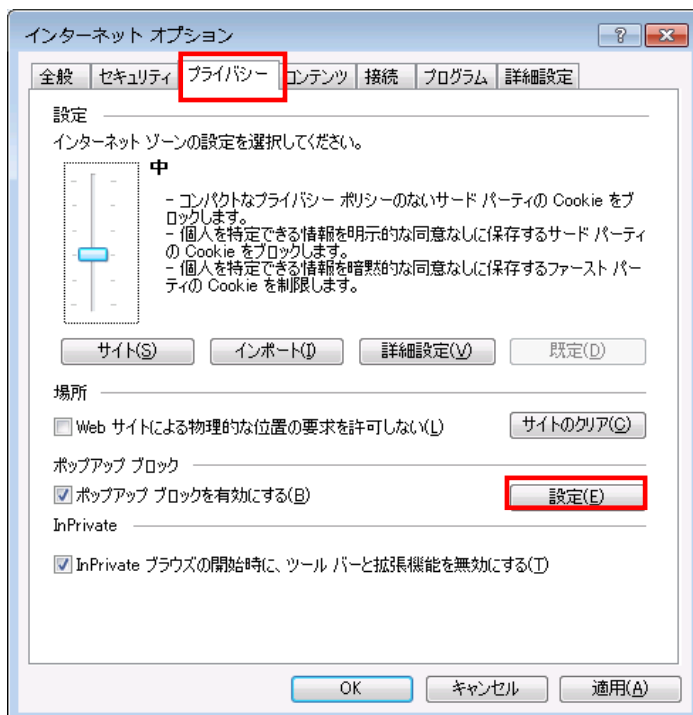 インターネット オプション
?
全般 セキュリティ プライバシー コンテンツ 接続 プログラム 詳細設定
設定
インターネット ゾーンの設定を選択してください。
中
- コンパクトなプライバシー ポリシーのないサード パーティの Cookie をブ
ロックします。
- 個人を特定できる情報を明示的な同意なしに保存するサード パーティ
の Cookie をブロックします。
- 個人を特定できる情報を暗黙的な同意なしに保存するファースト パー
ティの Cookie を制限します。
サイト(S) インポート(I) 詳細設定(V) 既定(D)
場所
Web サイトによる物理的な位置の要求を許可しない(L) サイトのクリア(C)
ポップアップ ブロック
ポップアップ ブロックを有効にする(B) 設定(E)
InPrivate
InPrivate ブラウズの開始時に、ツール バーと拡張機能を無効にする(T)
OK キャンセル 適用(A)